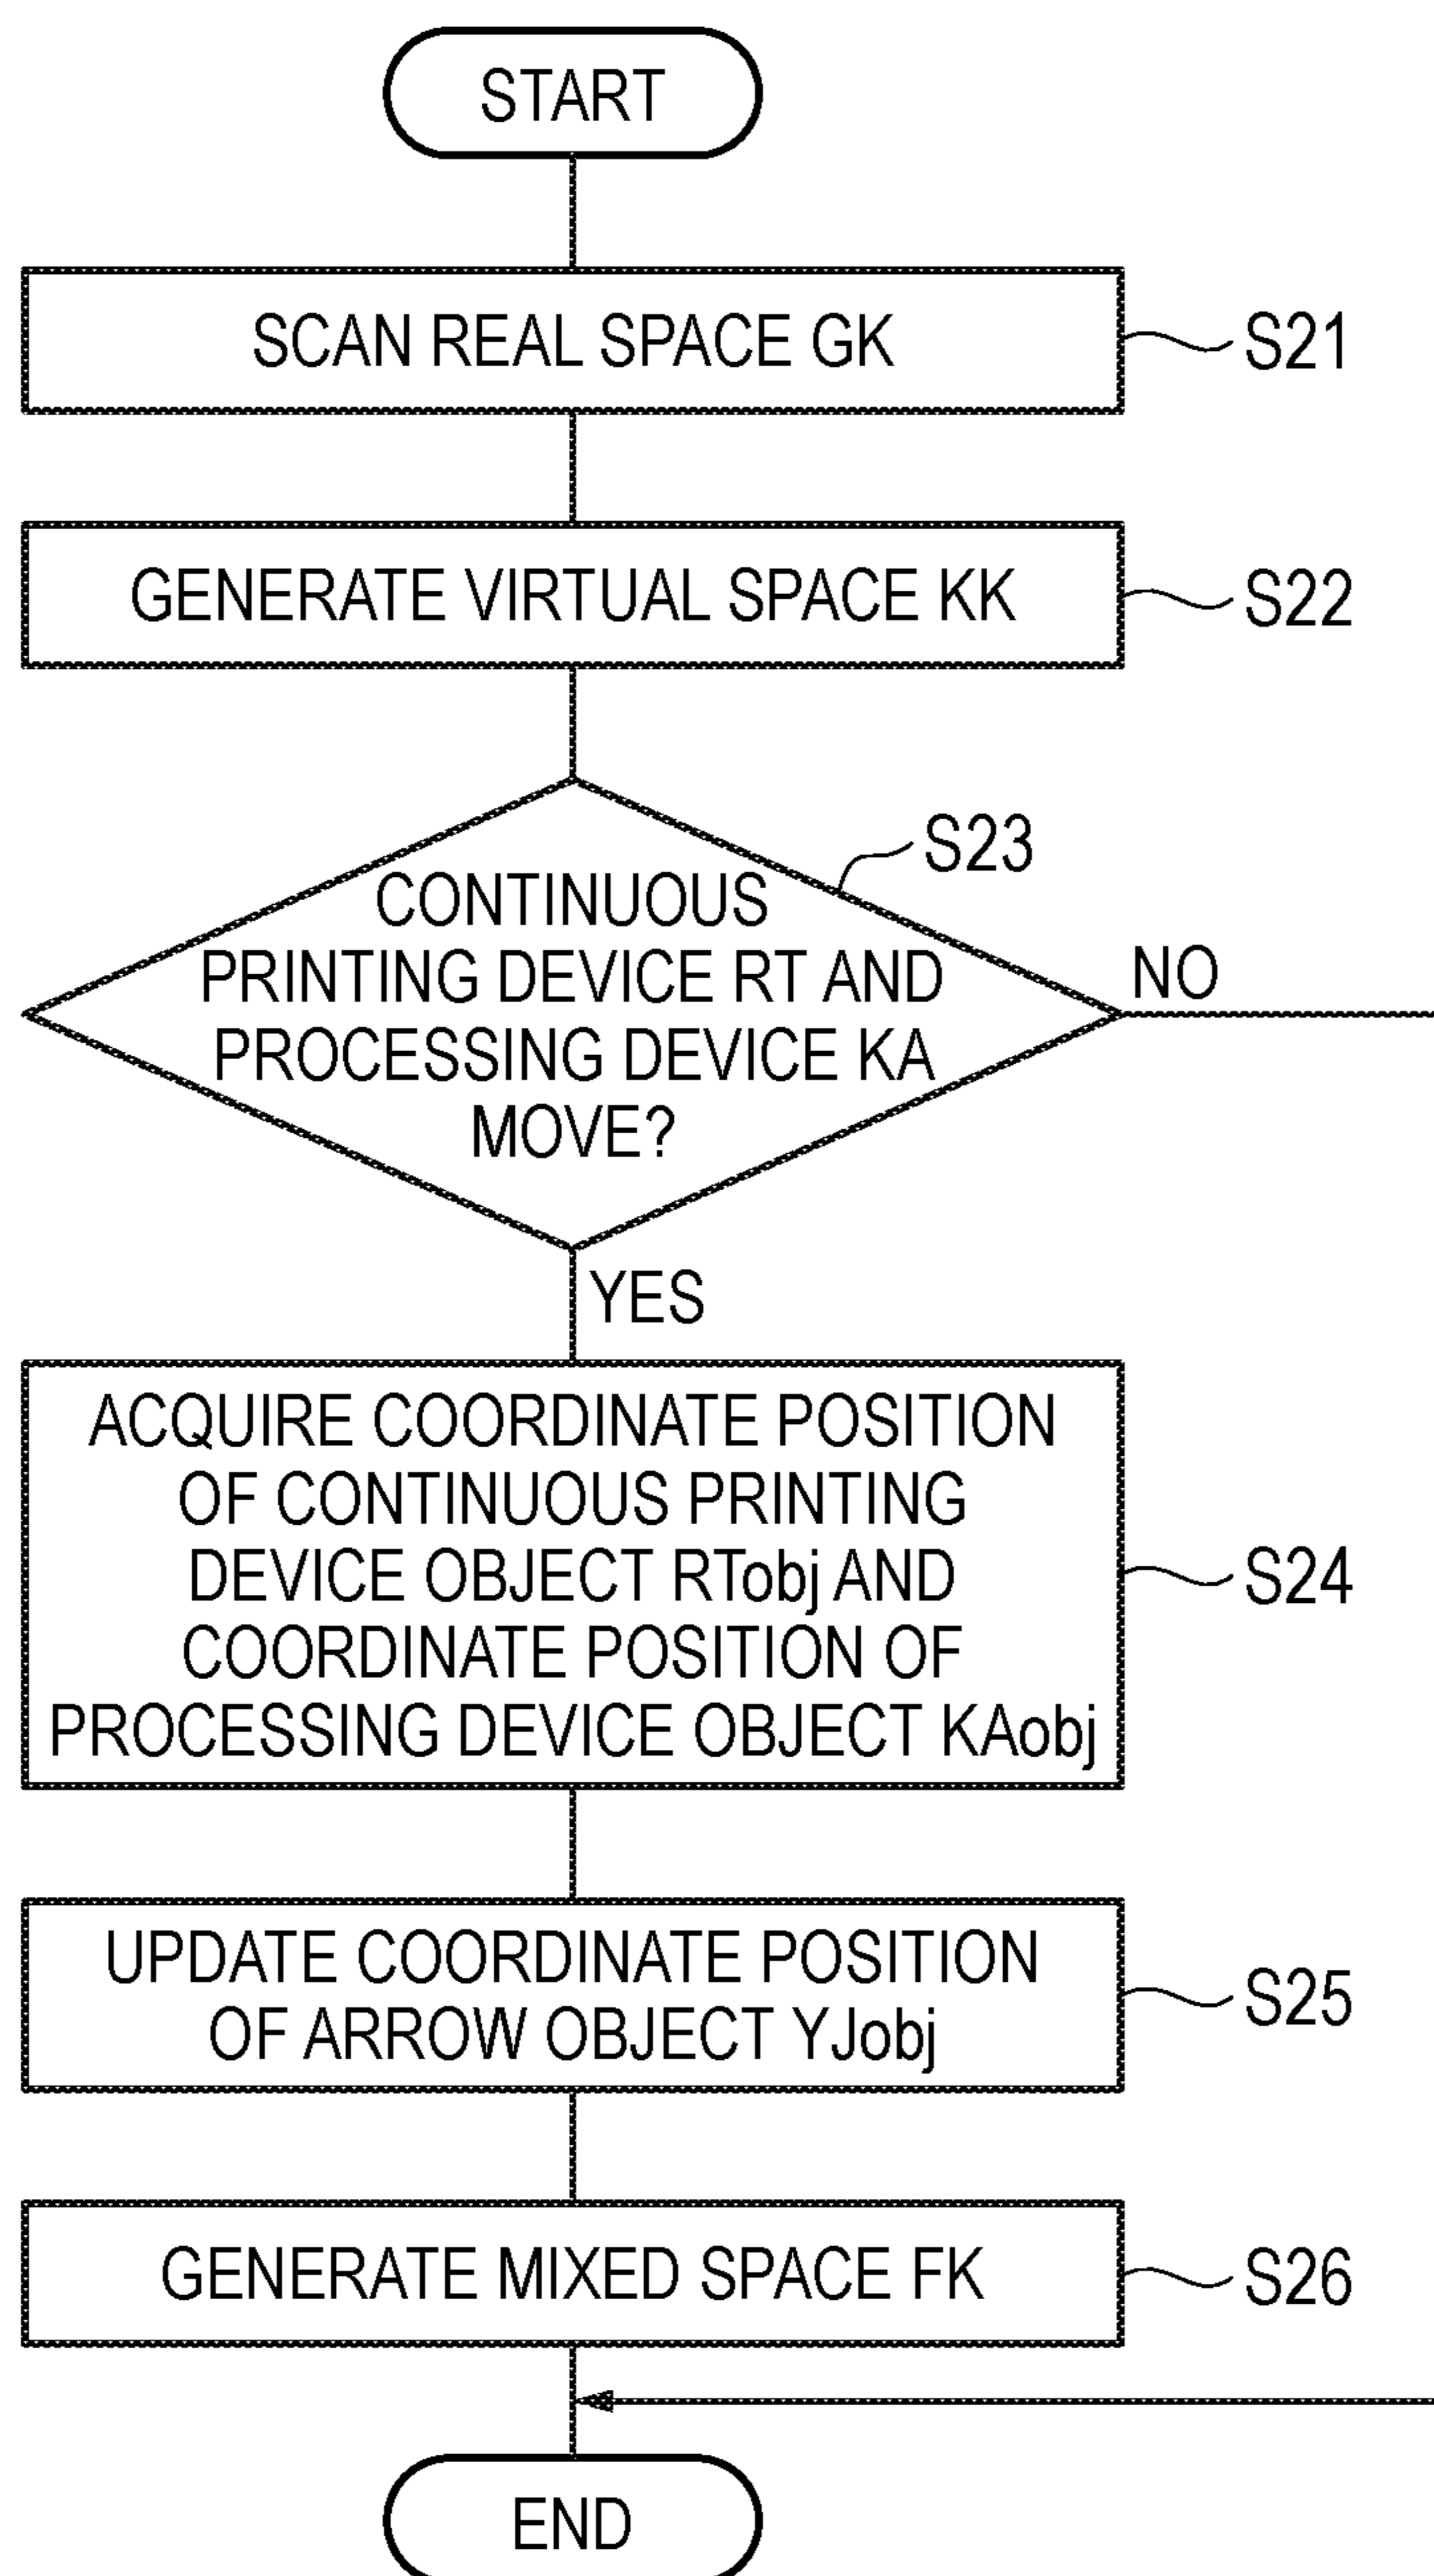 START
SCAN REAL SPACE GK
S21
GENERATE VIRTUAL SPACE KK
S22
S23
CONTINUOUS
PRINTING DEVICE RT AND
PROCESSING DEVICE KA
MOVE?
NO
YES
ACQUIRE COORDINATE POSITION
OF CONTINUOUS PRINTING
DEVICE OBJECT RTobj AND
COORDINATE POSITION OF
PROCESSING DEVICE OBJECT KAobj
S24
UPDATE COORDINATE POSITION
OF ARROW OBJECT YJobj
S25
GENERATE MIXED SPACE FK
S26
END